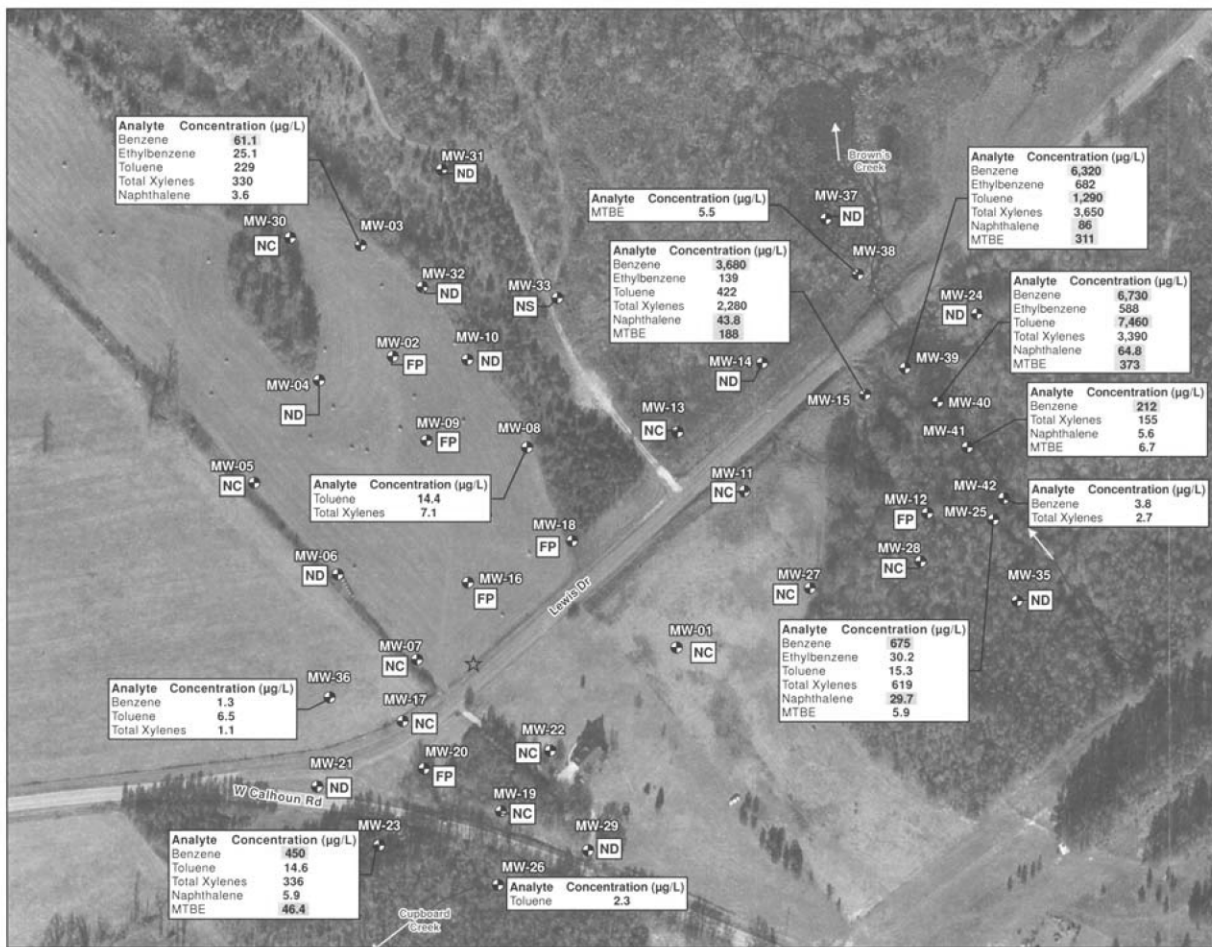 Analyte Concentration (µg/L)
Benzene 61.1
Ethylbenzene 25.1
Toluene 229
Total Xylenes 330
Naphthalene 3.6
MW-31
ND
MW-30
NC
MW-03
MW-32
ND
MW-33
NS
Analyte Concentration (µg/L)
MTBE 5.5
MW-37
ND
Brown's
Creek
MW-38
Analyte Concentration (µg/L)
Benzene 6,320
Ethylbenzene 682
Toluene 1,290
Total Xylenes 3,650
Naphthalene 86
MTBE 311
Analyte Concentration (µg/L)
Benzene 3,680
Ethylbenzene 139
Toluene 422
Total Xylenes 2,280
Naphthalene 43.8
MTBE 188
MW-24
ND
Analyte Concentration (µg/L)
Benzene 6,730
Ethylbenzene 588
Toluene 7,460
Total Xylenes 3,390
Naphthalene 64.8
MTBE 373
MW-02
FP
MW-10
ND
MW-14
ND
MW-39
MW-04
ND
MW-15
MW-40
MW-09
FP
MW-08
MW-13
NC
MW-41
Analyte Concentration (µg/L)
Benzene 212
Total Xylenes 155
Naphthalene 5.6
MTBE 6.7
MW-05
NC
Analyte Concentration (µg/L)
Toluene 14.4
Total Xylenes 7.1
MW-11
NC
MW-12
FP
MW-42
MW-25
Analyte Concentration (µg/L)
Benzene 3.8
Total Xylenes 2.7
MW-18
FP
MW-28
NC
MW-06
ND
MW-16
FP
Lewis Dr
MW-27
NC
MW-35
ND
MW-07
NC
MW-01
NC
Analyte Concentration (µg/L)
Benzene 675
Ethylbenzene 30.2
Toluene 15.3
Total Xylenes 619
Naphthalene 29.7
MTBE 5.9
MW-36
Analyte Concentration (µg/L)
Benzene 1.3
Toluene 6.5
Total Xylenes 1.1
MW-17
NC
MW-22
NC
MW-20
FP
MW-21
ND
W Calhoun Rd
MW-19
NC
MW-23
MW-29
ND
Analyte Concentration (µg/L)
Benzene 450
Toluene 14.6
Total Xylenes 336
Naphthalene 5.9
MTBE 46.4
MW-26
Analyte Concentration (µg/L)
Toluene 2.3
Cupboard
Creek